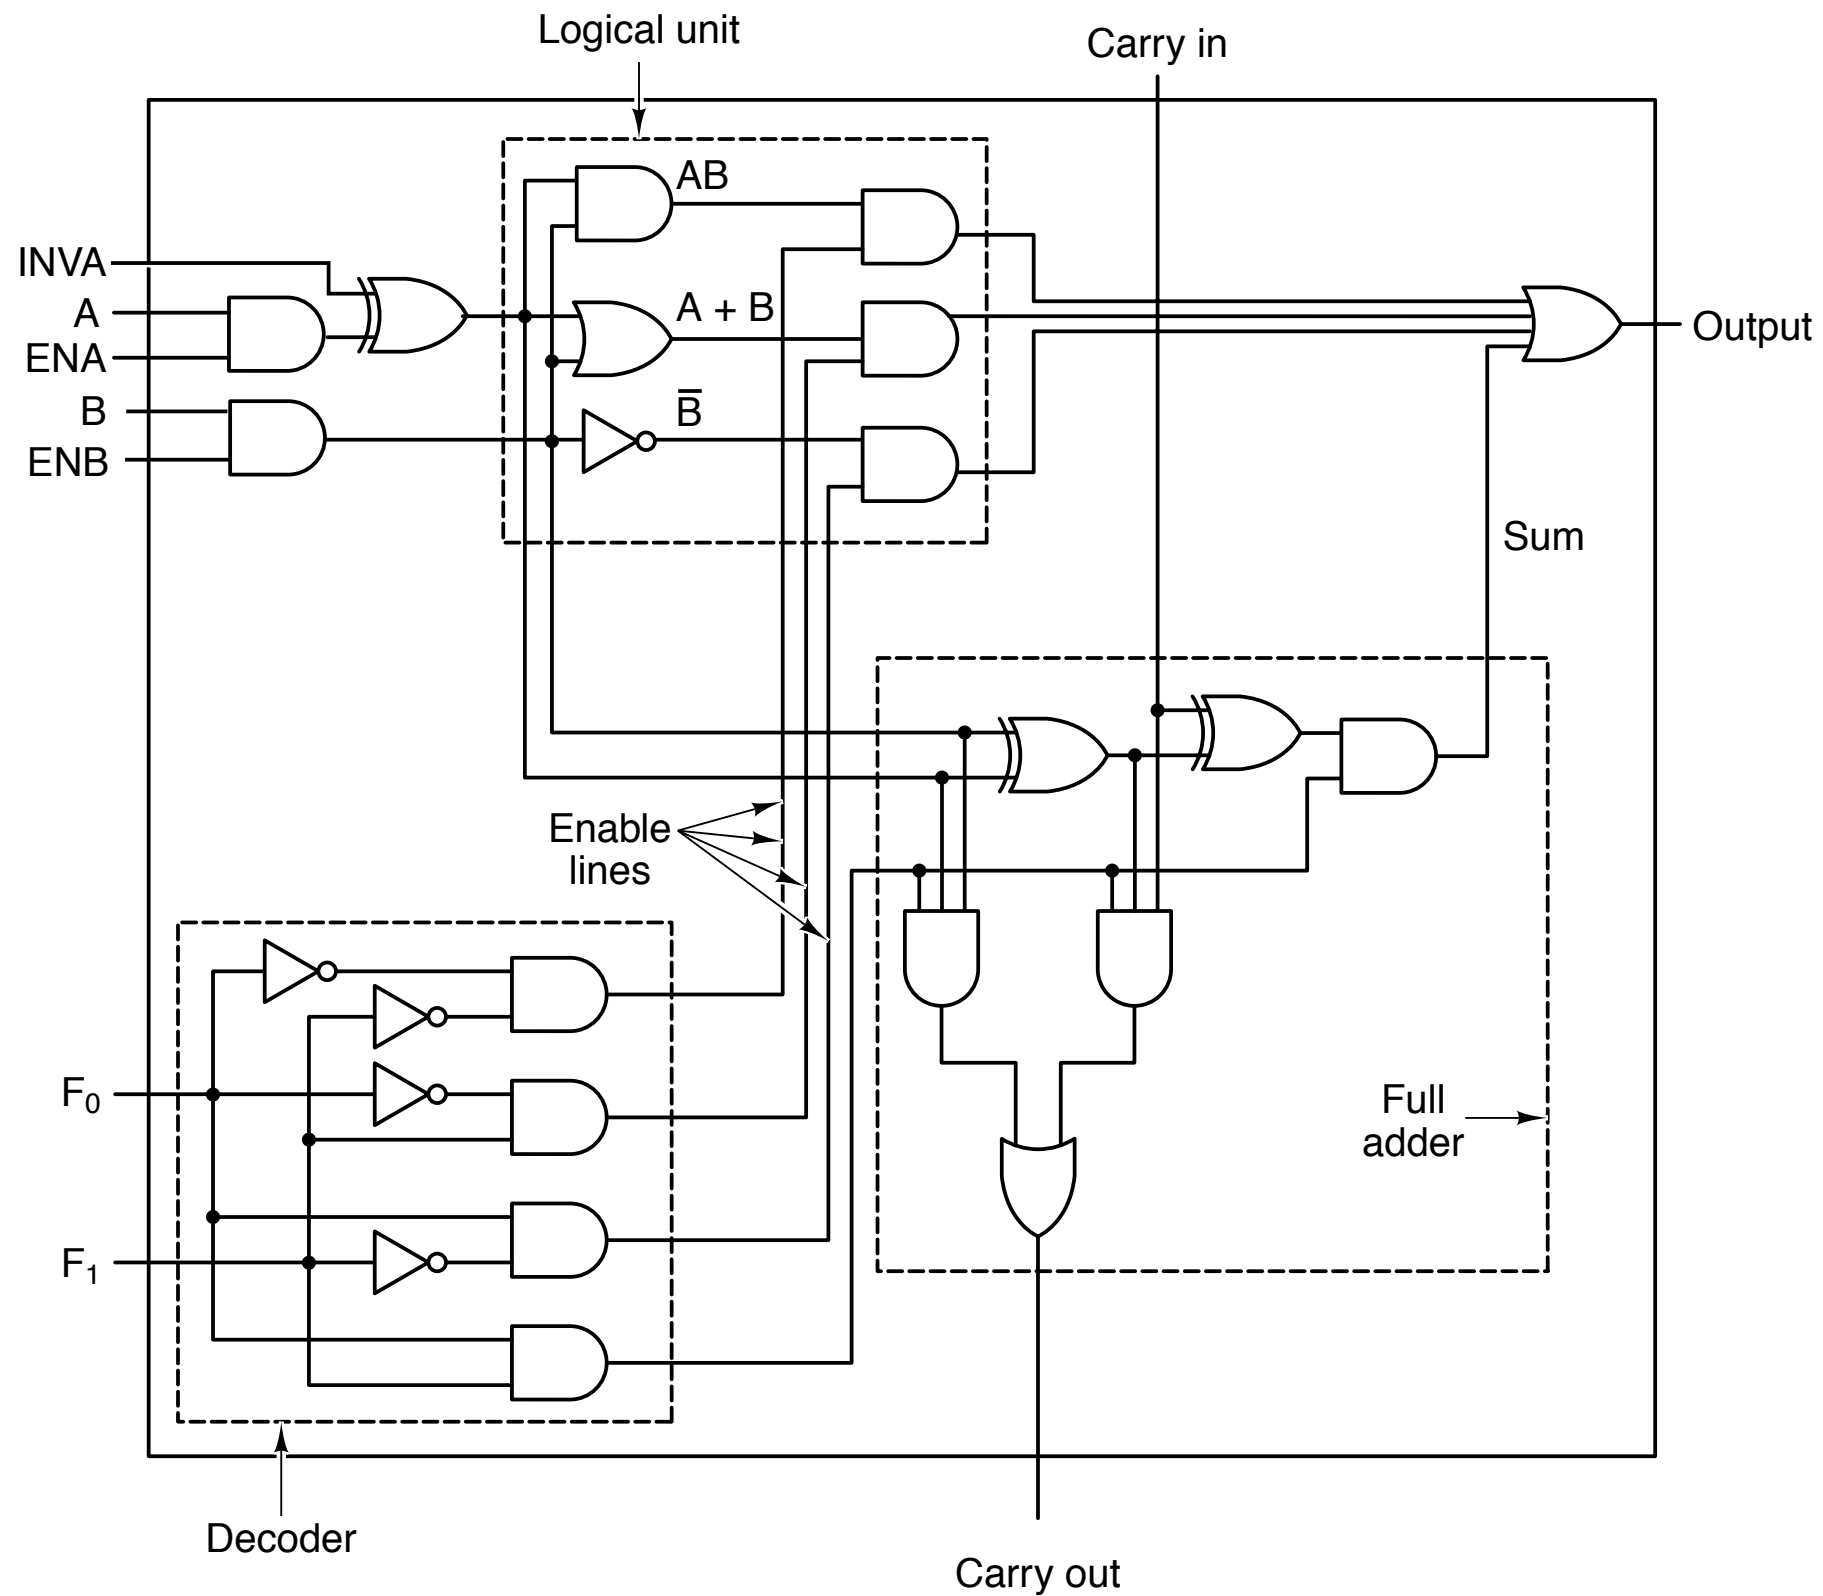 Logical unit
Carry in
AB
INVA
A
A + B
Output
ENA
B
B̅
ENB
Sum
Enable
lines
F₀
Full
adder
F₁
Decoder
Carry out